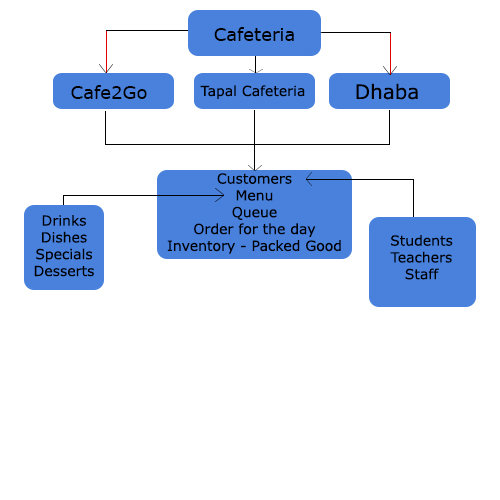 Cafeteria
Cafe2Go
Tapal Cafeteria
Dhaba
Customers
Menu
Queue
Order for the day
Inventory - Packed Good
Drinks
Dishes
Specials
Desserts
Students
Teachers
Staff